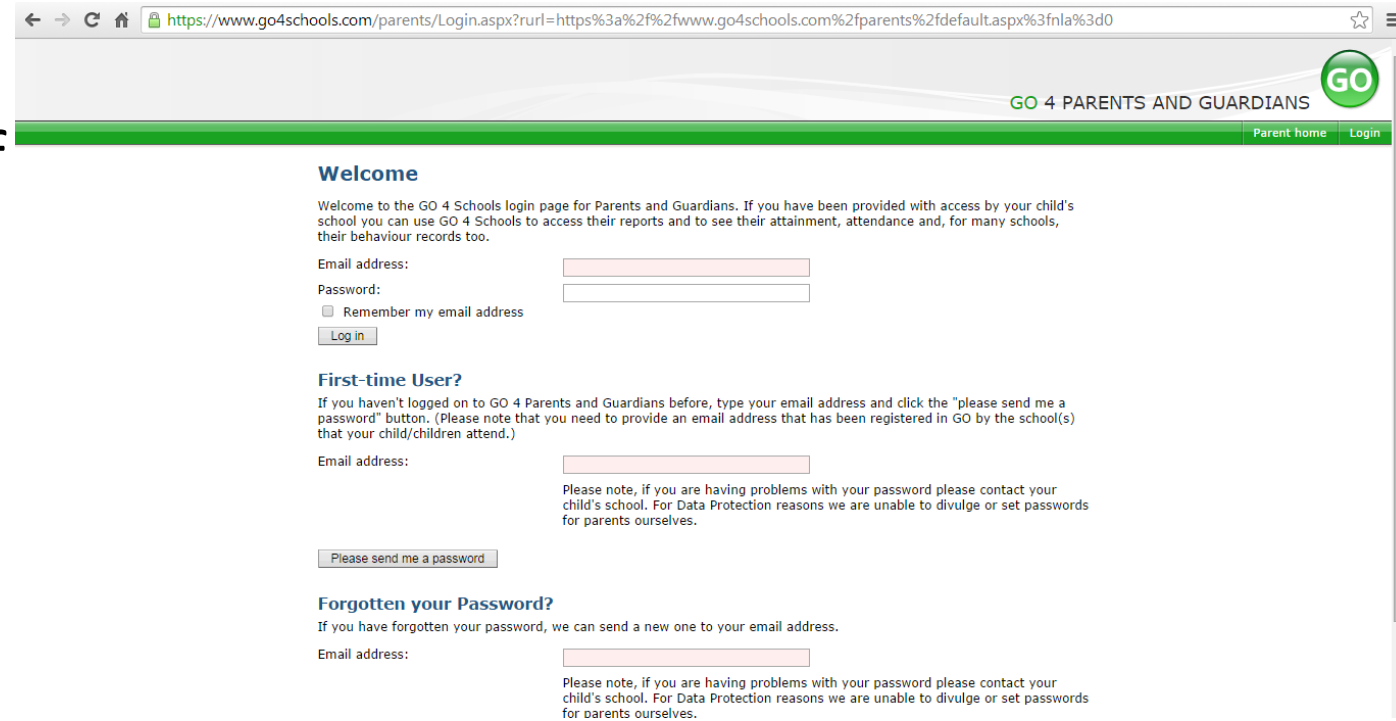 https://www.go4schools.com/parents/Login.aspx?rurl=https%3a%2f%2fwww.go4schools.com%2fparents%2fdefault.aspx%3fnla%3d0
GO
GO 4 PARENTS AND GUARDIANS
Parent home Login
Welcome
Welcome to the GO 4 Schools login page for Parents and Guardians. If you have been provided with access by your child's
school you can use GO 4 Schools to access their reports and to see their attainment, attendance and, for many schools,
their behaviour records too.
Email address:
Password:
Remember my email address
Log in
First-time User?
If you haven't logged on to GO 4 Parents and Guardians before, type your email address and click the "please send me a
password" button. (Please note that you need to provide an email address that has been registered in GO by the school(s)
that your child/children attend.)
Email address:
Please note, if you are having problems with your password please contact your
child's school. For Data Protection reasons we are unable to divulge or set passwords
for parents ourselves.
Please send me a password
Forgotten your Password?
If you have forgotten your password, we can send a new one to your email address.
Email address:
Please note, if you are having problems with your password please contact your
child's school. For Data Protection reasons we are unable to divulge or set passwords
for parents ourselves.